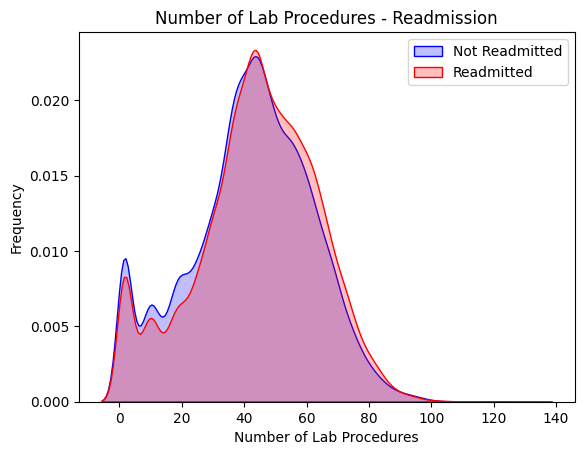 Number of Lab Procedures - Readmission
Not Readmitted
Readmitted
Frequency
0.020
0.015
0.010
0.005
0.000
0 20 40 60 80 100 120 140
Number of Lab Procedures